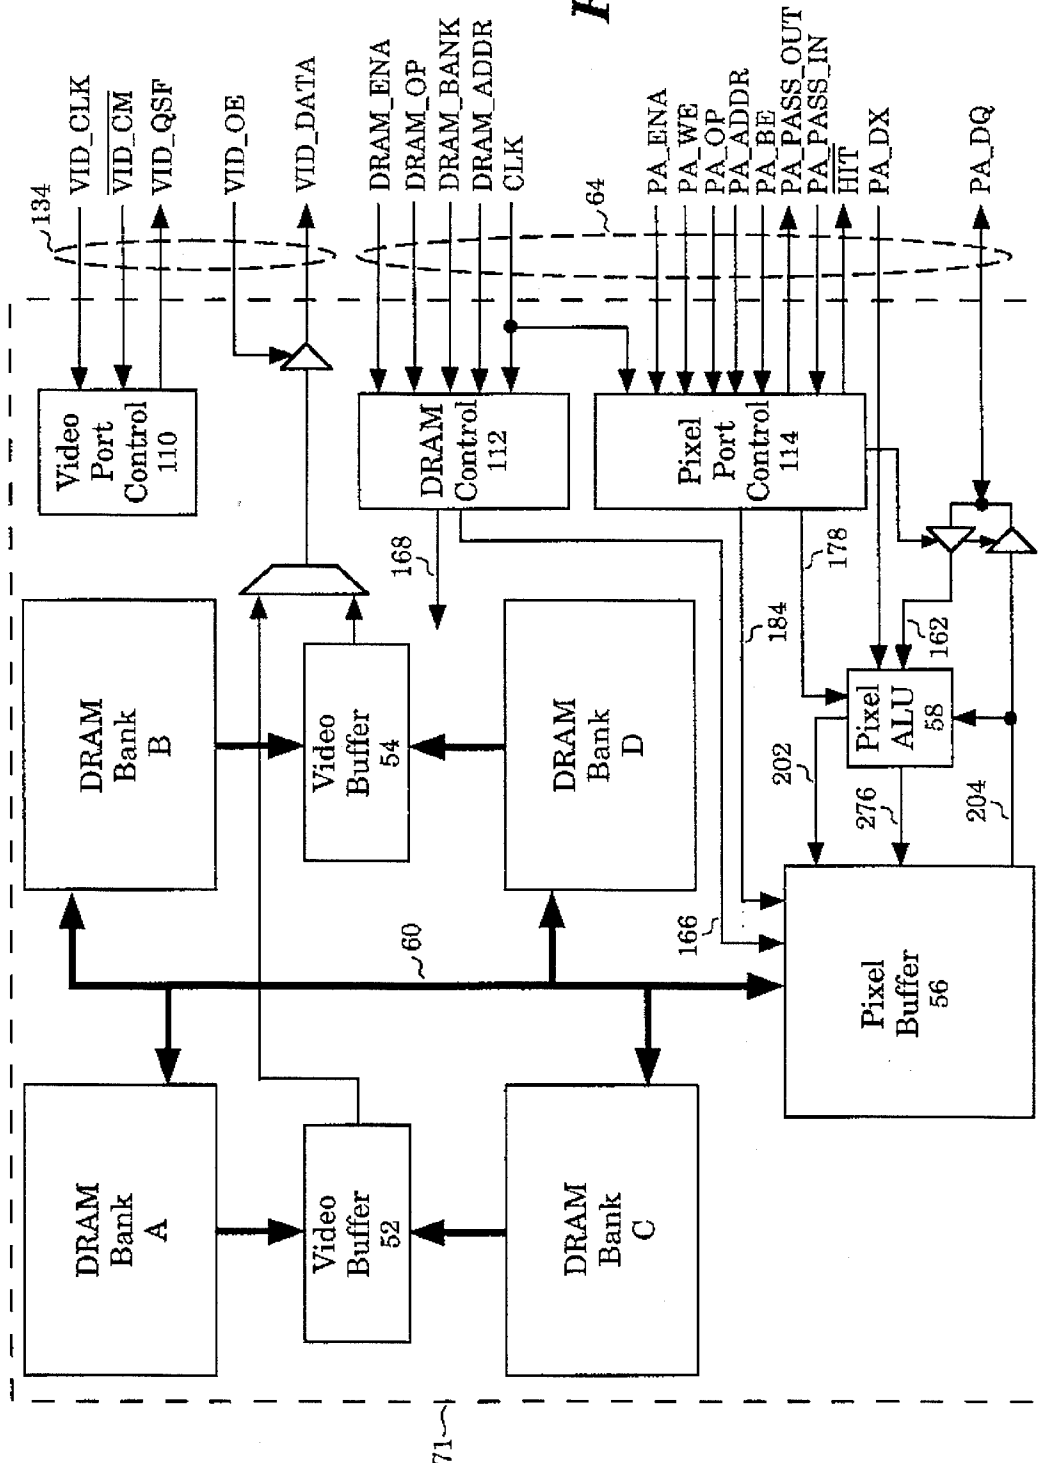 71
DRAM
Bank
A
Video
Buffer
52
DRAM
Bank
C
60
DRAM
Bank
B
Video
Buffer
54
DRAM
Bank
D
Pixel
Buffer
56
166
168
184
178
202
276
204
162
Pixel
ALU
58
Video
Port
Control
110
DRAM
Control
112
Pixel
Port
Control
114
134
64
VID_CLK
VID_CM
VID_QSF
VID_OE
VID_DATA
DRAM_ENA
DRAM_OP
DRAM_BANK
DRAM_ADDR
CLK
PA_ENA
PA_WE
PA_OP
PA_ADDR
PA_BE
PA_PASS_OUT
PA_PASS_IN
HIT
PA_DX
PA_DQ